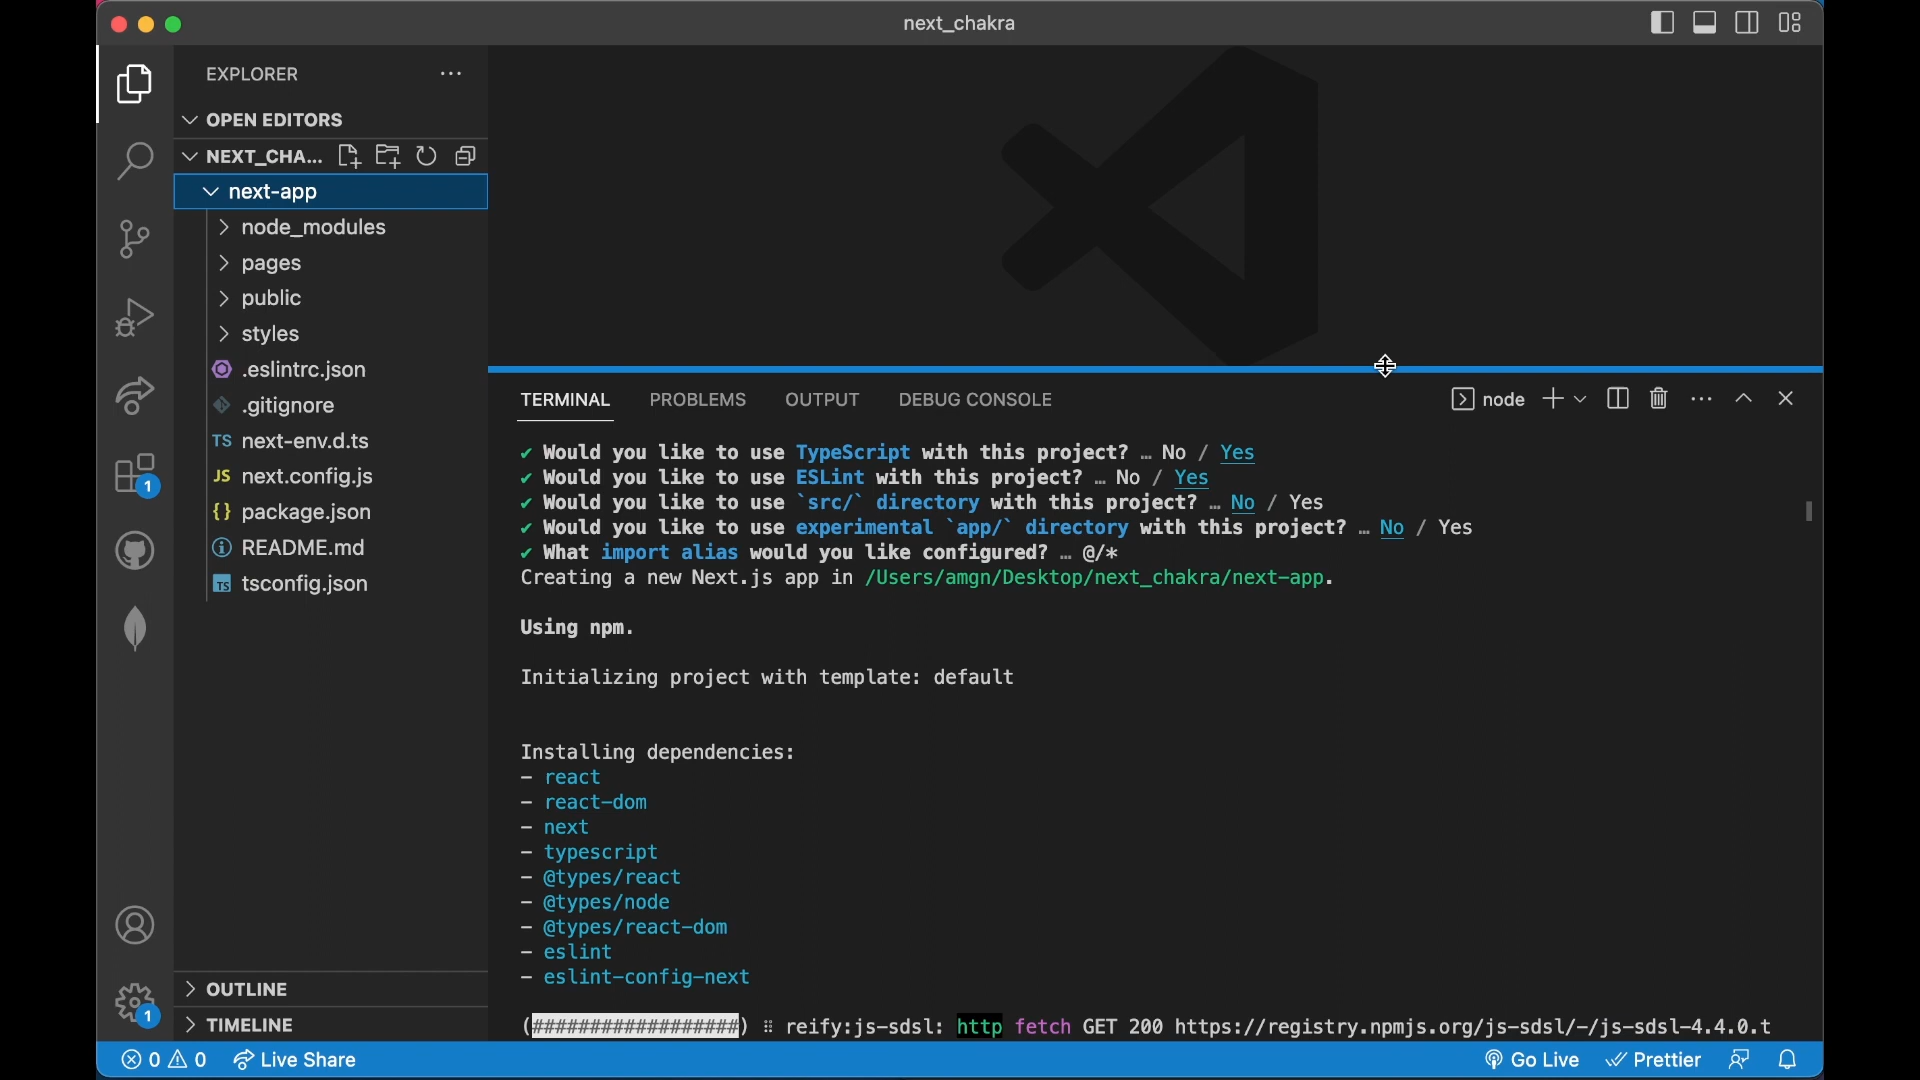 next_chakra
EXPLORER
OPEN EDITORS
NEXT_CHA...
next-app
node_modules
pages
public
styles
.eslintrc.json
.gitignore
TS next-env.d.ts
JS next.config.js
{} package.json
README.md
TS tsconfig.json
OUTLINE
TIMELINE
1
1
TERMINAL PROBLEMS OUTPUT DEBUG CONSOLE node
✔ Would you like to use TypeScript with this project? … No / Yes
✔ Would you like to use ESLint with this project? … No / Yes
✔ Would you like to use `src/` directory with this project? … No / Yes
✔ Would you like to use experimental `app/` directory with this project? … No / Yes
✔ What import alias would you like configured? … @/*
Creating a new Next.js app in /Users/amgn/Desktop/next_chakra/next-app.
Using npm.
Initializing project with template: default
Installing dependencies:
- react
- react-dom
- next
- typescript
- @types/react
- @types/node
- @types/react-dom
- eslint
- eslint-config-next
(##################) ⠿ reify:js-sdsl: http fetch GET 200 https://registry.npmjs.org/js-sdsl/-/js-sdsl-4.4.0.t
0 0 Live Share Go Live Prettier